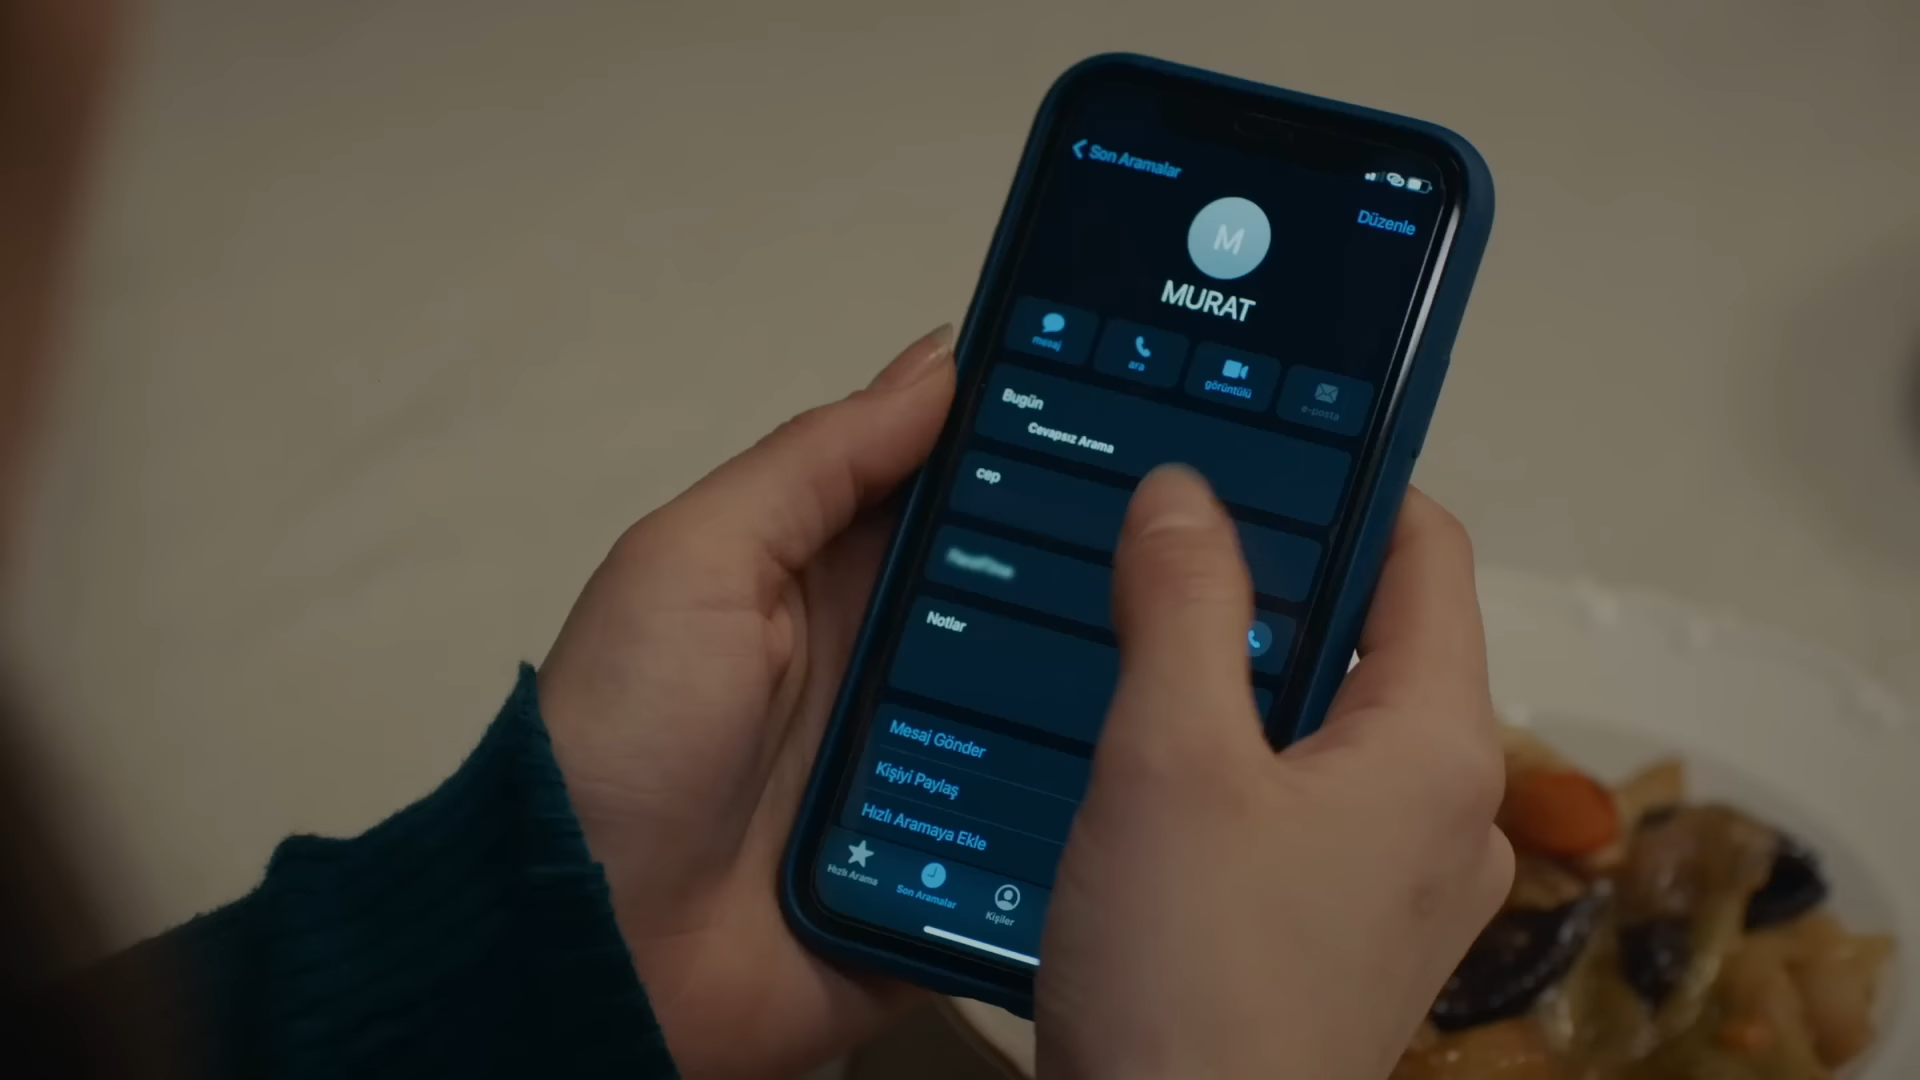 Son Aramalar
Düzenle
M
MURAT
mesaj
ara
görüntülü
e-posta
Bugün
Cevapsız Arama
cep
Notlar
Mesaj Gönder
Kişiyi Paylaş
Hızlı Aramaya Ekle
Hızlı Arama
Son Aramalar
Kişiler